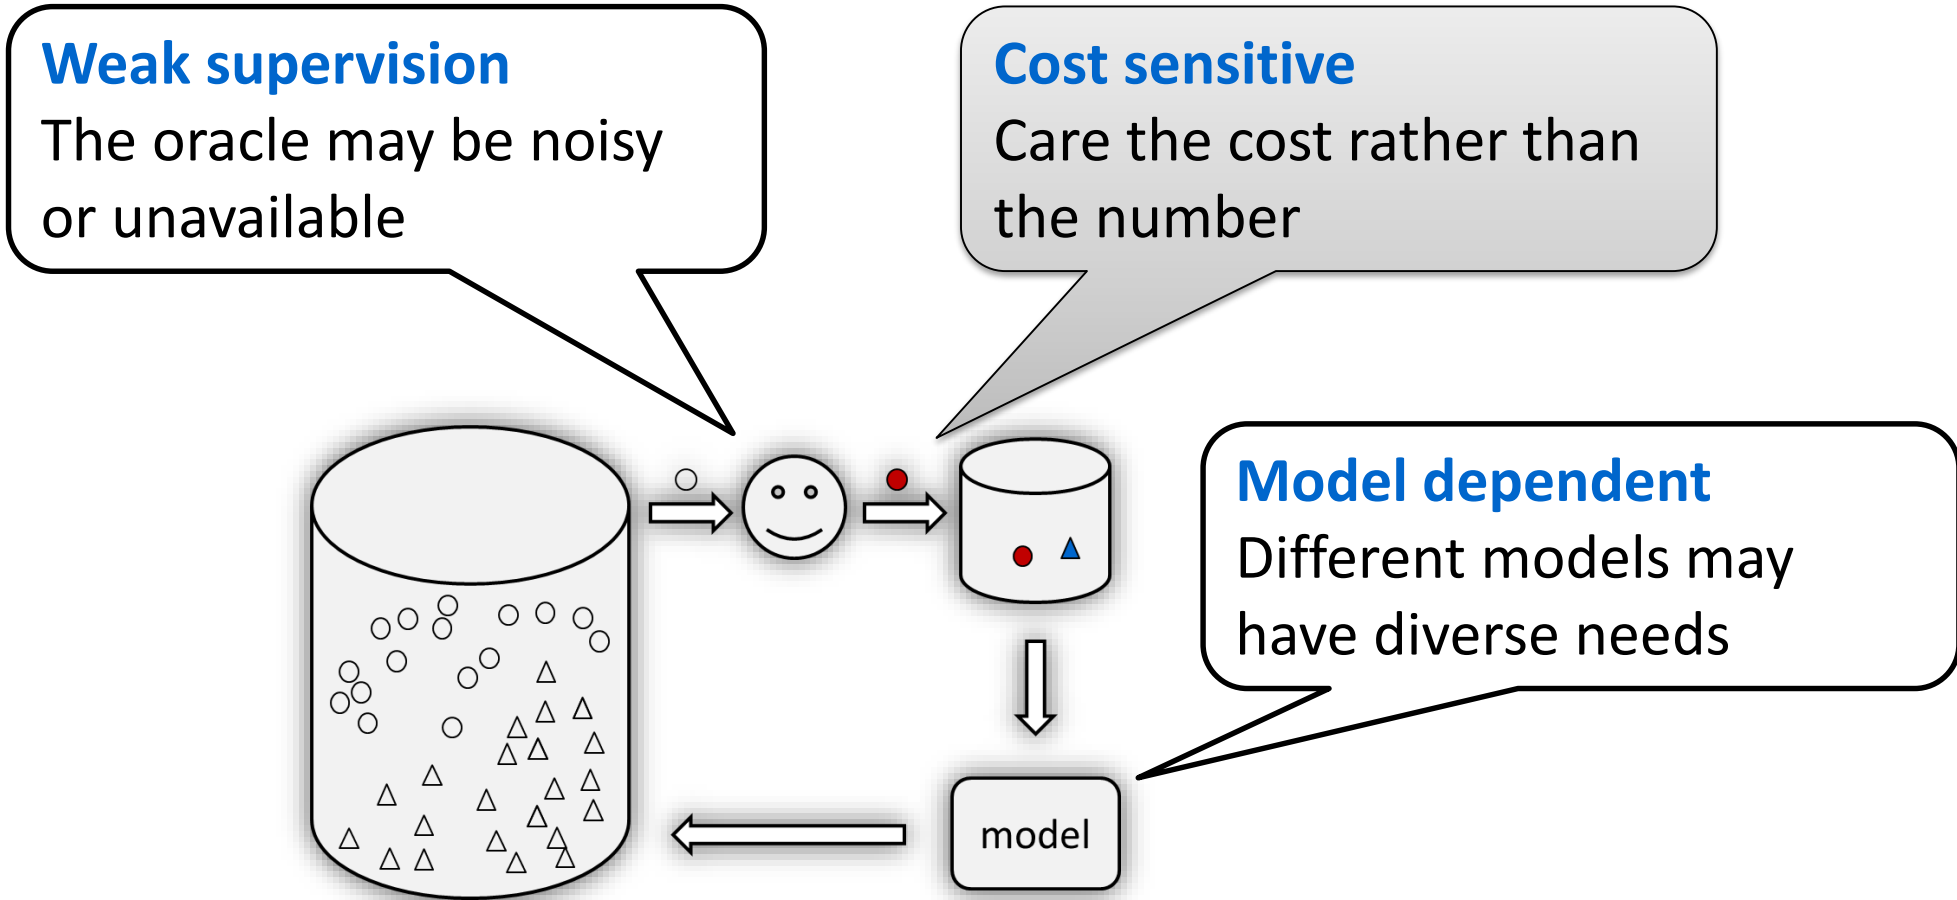 Weak supervision
The oracle may be noisy
or unavailable
Cost sensitive
Care the cost rather than
the number
Model dependent
Different models may
have diverse needs
model